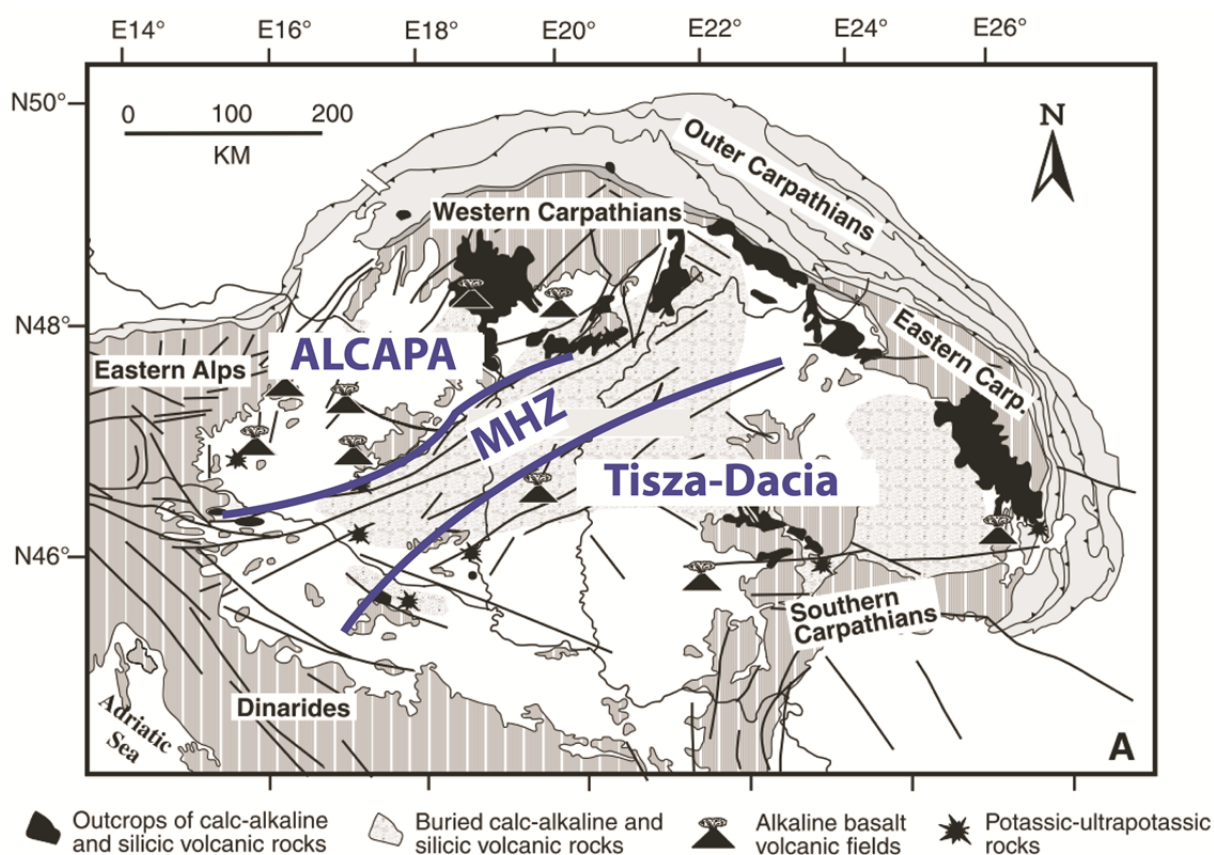 E14° E16° E18° E20° E22° E24° E26°
N50°
0 100 200
KM
N
Outer Carpathians
Western Carpathians
N48°
ALCAPA
Eastern Alps
Eastern Carp.
MHZ
Tisza-Dacia
N46°
Southern
Carpathians
Dinarides
Adriatic
Sea
A
Outcrops of calc-alkaline
and silicic volcanic rocks
Buried calc-alkaline and
silicic volcanic rocks
Alkaline basalt
volcanic fields
Potassic-ultrapotassic
rocks